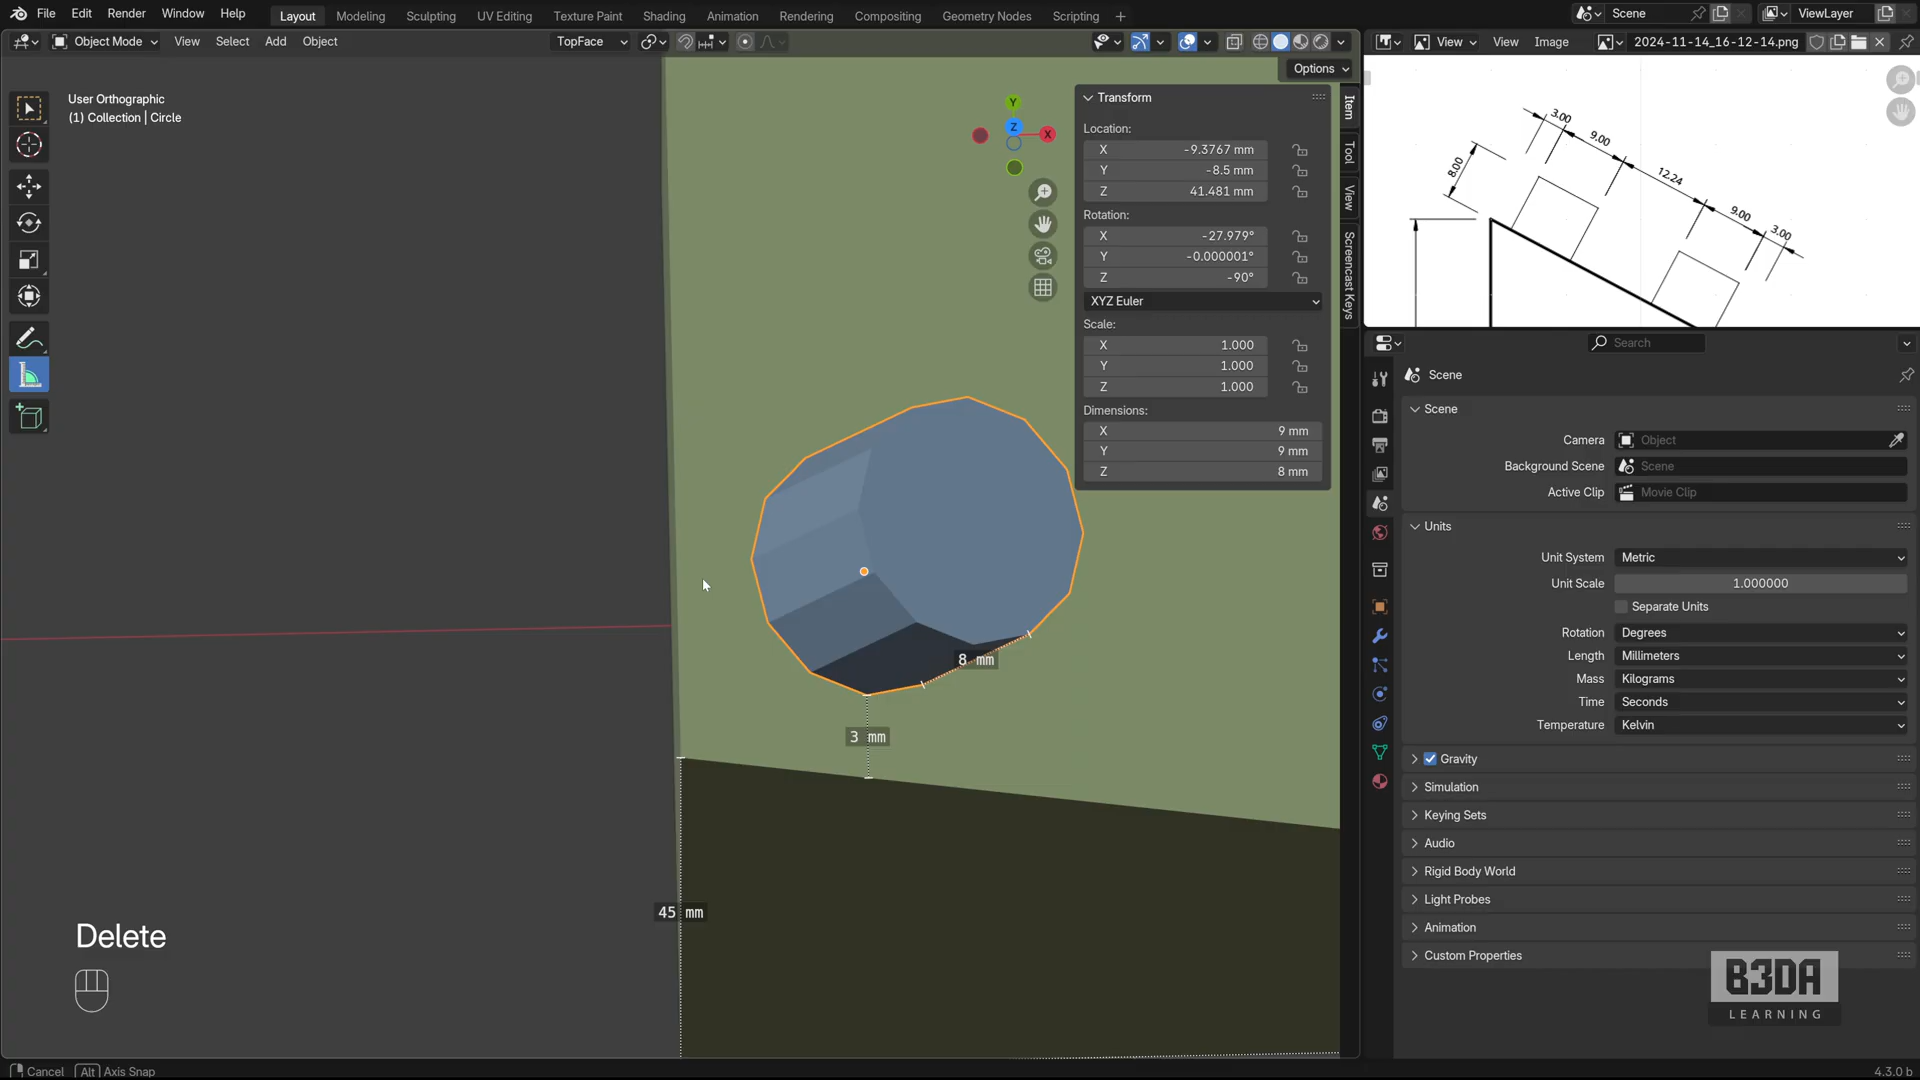 File Edit Render Window Help Layout Modeling Sculpting UV Editing Texture Paint Shading Animation Rendering Compositing Geometry Nodes Scripting Scene ViewLayer
Object Mode View Select Add Object TopFace View View Image 2024-11-14_16-12-14.png
Options
User Orthographic
(1) Collection | Circle
Y
Z
X
Transform
Location:
X -9.3767 mm
Y -8.5 mm
Z 41.481 mm
Rotation:
X -27.979°
Y -0.000001°
Z -90°
XYZ Euler
Scale:
X 1.000
Y 1.000
Z 1.000
Dimensions:
X 9 mm
Y 9 mm
Z 8 mm
Item
Tool
View
Screencast Keys
3.00
9.00
8.00
12.24
9.00
3.00
Search
Scene
Scene
Camera Object
Background Scene Scene
Active Clip Movie Clip
Units
Unit System Metric
Unit Scale 1.000000
Separate Units
Rotation Degrees
Length Millimeters
Mass Kilograms
Time Seconds
Temperature Kelvin
Gravity
Simulation
Keying Sets
Audio
Rigid Body World
Light Probes
Animation
Custom Properties
8 mm
3 mm
45 mm
Delete
B3DA
LEARNING
Cancel Alt Axis Snap
4.3.0 b